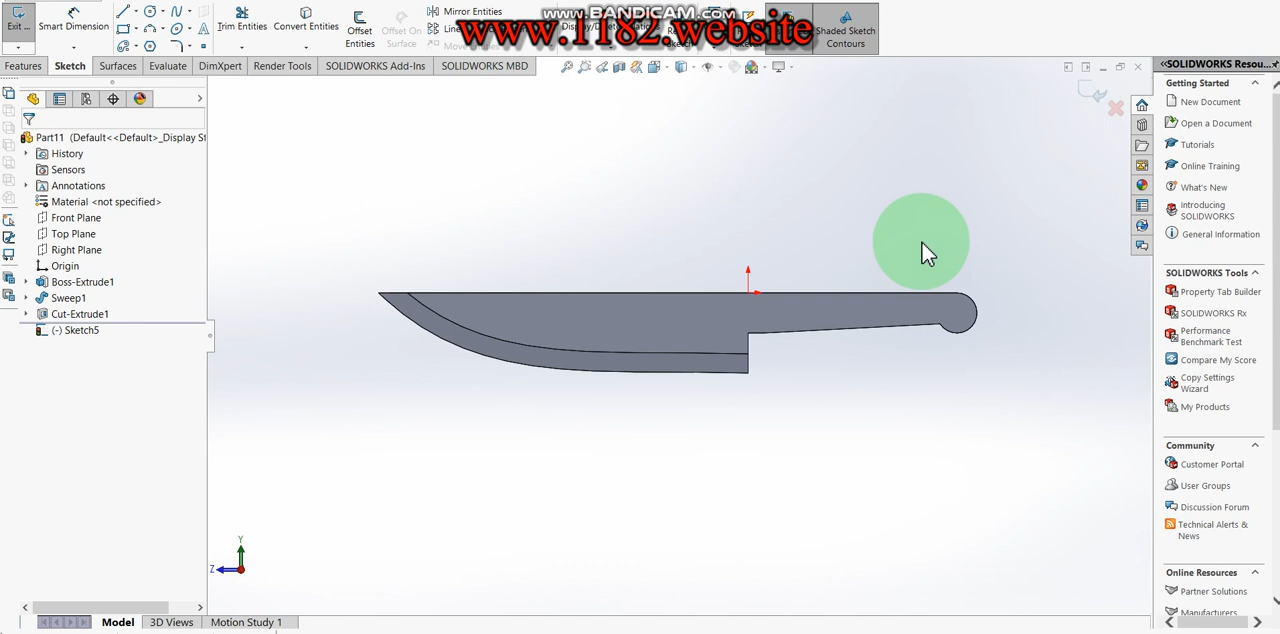 www.BANDICAM.com
www.1182.website
Exit ...
Smart Dimension
Trim Entities
Convert Entities
Offset Entities
Offset On Surface
Mirror Entities
Shaded Sketch Contours
Features
Sketch
Surfaces
Evaluate
DimXpert
Render Tools
SOLIDWORKS Add-Ins
SOLIDWORKS MBD
Part11 (Default<<Default>_Display St
History
Sensors
Annotations
Material <not specified>
Front Plane
Top Plane
Right Plane
Origin
Boss-Extrude1
Sweep1
Cut-Extrude1
(-) Sketch5
Y
Z
Model
3D Views
Motion Study 1
SOLIDWORKS Resou...
Getting Started
New Document
Open a Document
Tutorials
Online Training
What's New
Introducing
SOLIDWORKS
General Information
SOLIDWORKS Tools
Property Tab Builder
SOLIDWORKS Rx
Performance
Benchmark Test
Compare My Score
Copy Settings
Wizard
My Products
Community
Customer Portal
User Groups
Discussion Forum
Technical Alerts &
News
Online Resources
Partner Solutions
Manufacturers